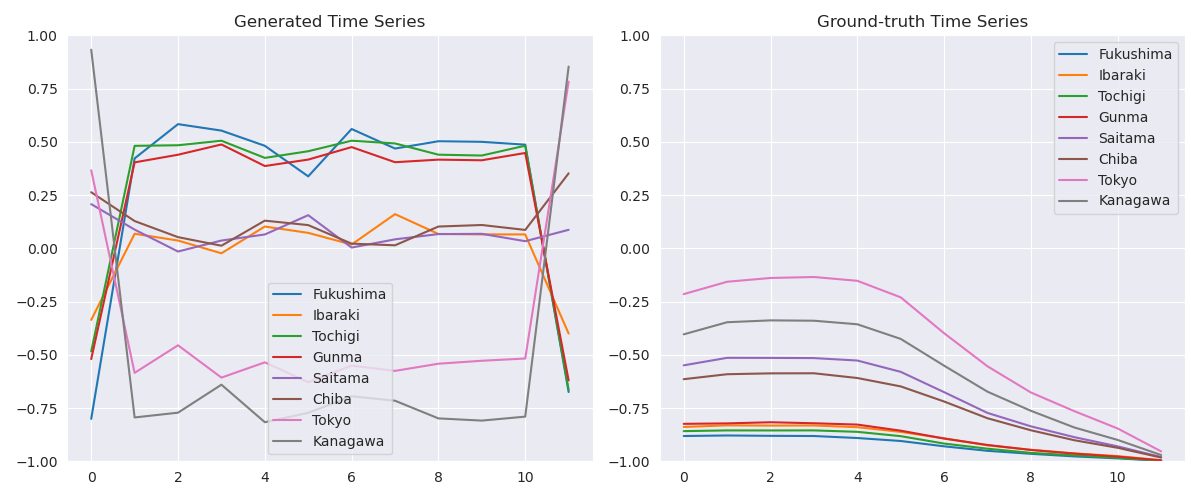 Generated Time Series
1.00
0.75
0.50
0.25
0.00
−0.25
−0.50
−0.75
−1.00
0 2 4 6 8 10
Fukushima
Ibaraki
Tochigi
Gunma
Saitama
Chiba
Tokyo
Kanagawa
Ground-truth Time Series
1.00
0.75
0.50
0.25
0.00
−0.25
−0.50
−0.75
−1.00
0 2 4 6 8 10
Fukushima
Ibaraki
Tochigi
Gunma
Saitama
Chiba
Tokyo
Kanagawa